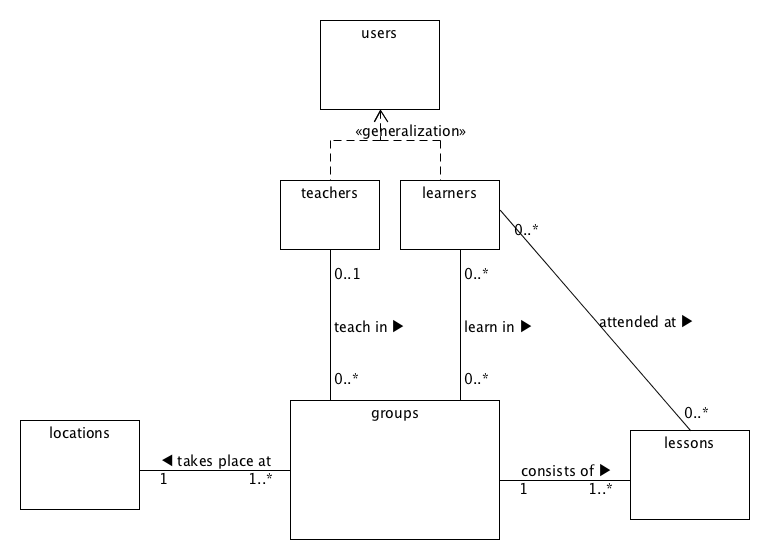 users
«generalization»
teachers
learners
0..*
0..1
0..*
teach in ▶
learn in ▶
attended at ▶
0..*
0..*
0..*
groups
locations
lessons
◀ takes place at
consists of ▶
1
1..*
1
1..*